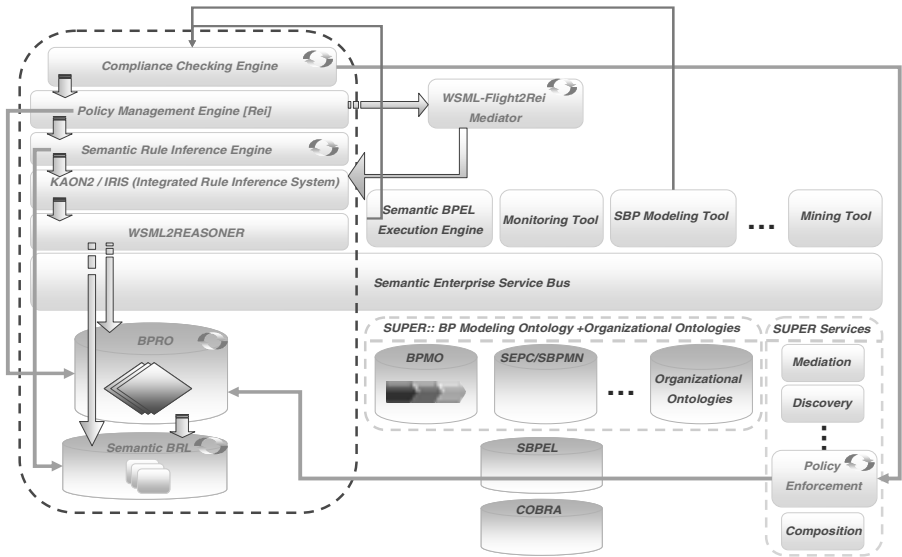 Compliance Checking Engine
Policy Management Engine [Rei]
WSML-Flight2Rei
Mediator
Semantic Rule Inference Engine
KAON2 / IRIS (Integrated Rule Inference System)
WSML2REASONER
Semantic BPEL
Execution Engine
Monitoring Tool
SBP Modeling Tool
...
Mining Tool
Semantic Enterprise Service Bus
SUPER:: BP Modeling Ontology +Organizational Ontologies
SUPER Services
BPRO
BPMO
SEPC/SBPMN
...
Organizational
Ontologies
Mediation
Discovery
Semantic BRL
SBPEL
COBRA
Policy
Enforcement
Composition